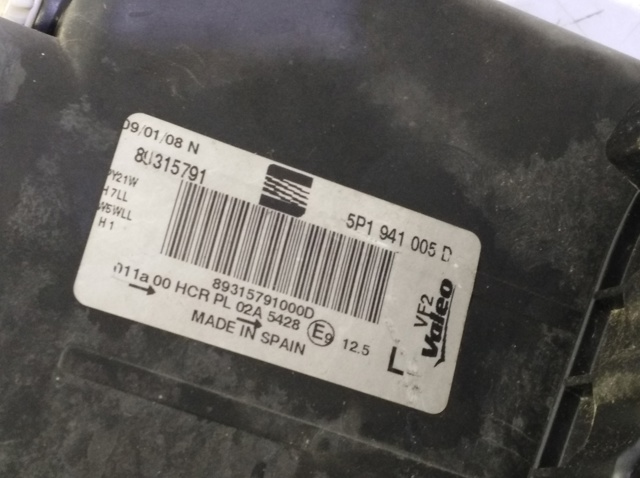 09/01/08 N
89315791
PY21W
H7LL
W5WLL
H1
5P1 941 005 D
89315791000D
011a 00 HCR PL 02A 5428
E9 12.5
MADE IN SPAIN
L
VF2
Valeo